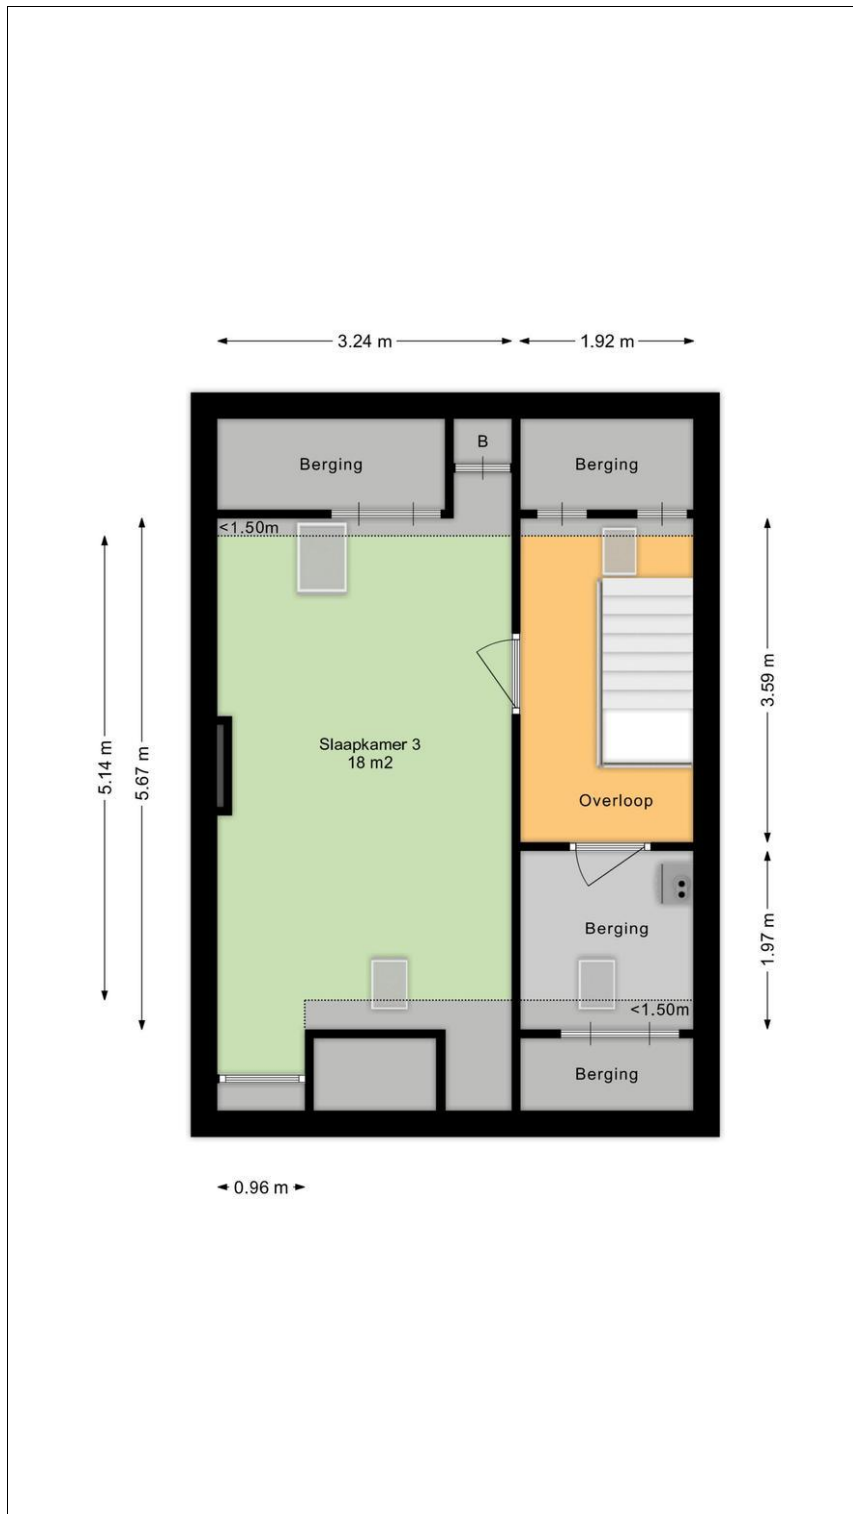 3.24 m
1.92 m
B
Berging
Berging
<1.50m
5.14 m
5.67 m
3.59 m
Slaapkamer 3
18 m2
Overloop
Berging
1.97 m
<1.50m
Berging
0.96 m